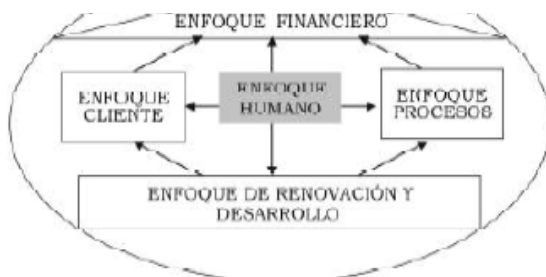 ENFOQUE FINANCIERO
ENFOQUE
CLIENTE
ENFOQUE
HUMANO
ENFOQUE
PROCESOS
ENFOQUE DE RENOVACIÓN Y
DESARROLLO